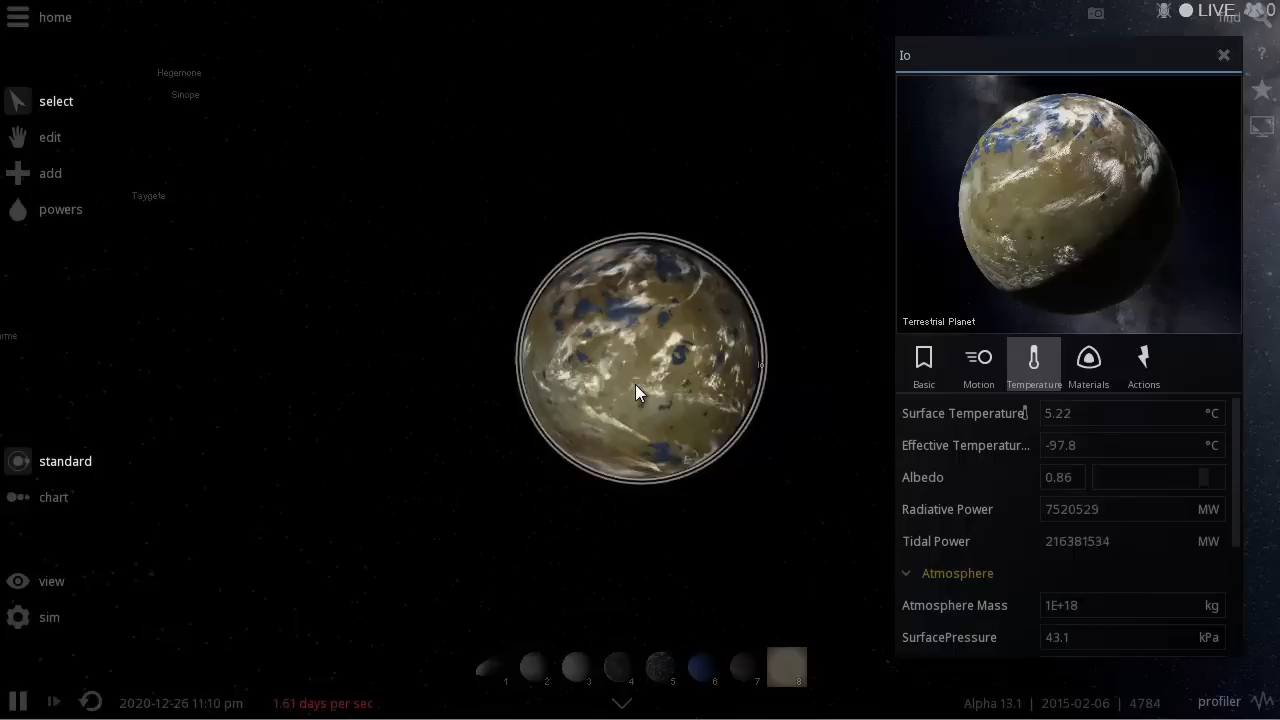 home
LIVE 0
Io
?
Hegemone
Sinope
select
edit
add
Taygete
powers
Terrestrial Planet
Io
Basic
Motion
Temperature
Materials
Actions
Surface Temperature 5.22 °C
Effective Temperatur... -97.8 °C
standard
Albedo 0.86
chart
Radiative Power 7520529 MW
Tidal Power 216381534 MW
Atmosphere
view
Atmosphere Mass 1E+18 kg
sim
SurfacePressure 43.1 kPa
1 2 3 4 5 6 7 8
2020-12-26 11:10 pm 1.61 days per sec
Alpha 13.1 | 2015-02-06 | 4784 profiler